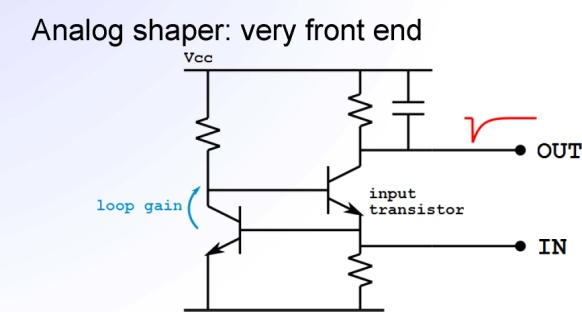 Analog shaper: very front end
Vcc
OUT
input
transistor
loop gain
IN